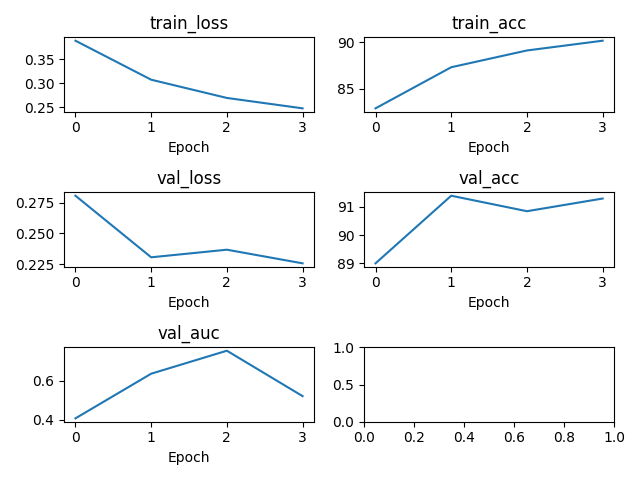 train_loss
0.35
0.30
0.25
0 1 2 3
Epoch
train_acc
90
85
0 1 2 3
Epoch
val_loss
0.275
0.250
0.225
0 1 2 3
Epoch
val_acc
91
90
89
0 1 2 3
Epoch
val_auc
0.6
0.4
0 1 2 3
Epoch
1.0
0.5
0.0
0.0 0.2 0.4 0.6 0.8 1.0